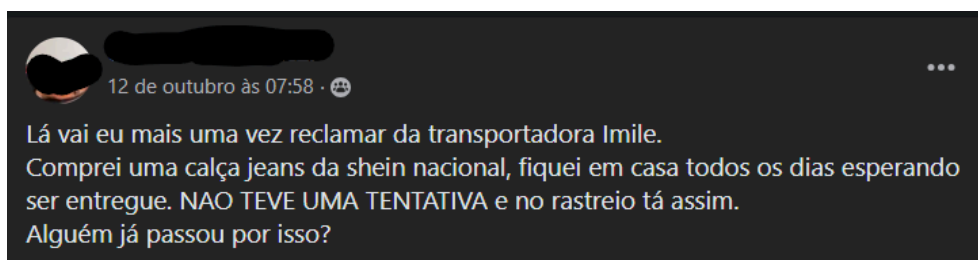 12 de outubro às 07:58 ·
Lá vai eu mais uma vez reclamar da transportadora Imile.
Comprei uma calça jeans da shein nacional, fiquei em casa todos os dias esperando
ser entregue. NAO TEVE UMA TENTATIVA e no rastreio tá assim.
Alguém já passou por isso?